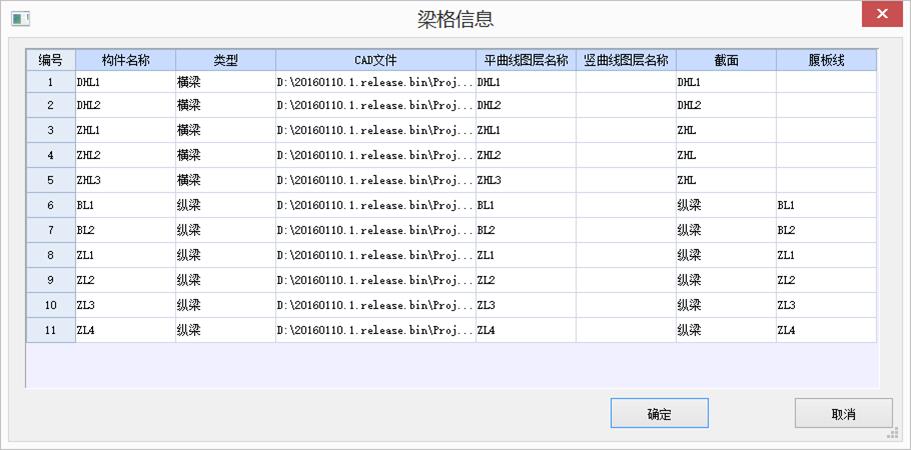 梁格信息
编号 构件名称 类型 CAD文件 平曲线图层名称 竖曲线图层名称 截面 腹板线
1 DHL1 横梁 D:\20160110.1.release.bin\Proj... DHL1 DHL1
2 DHL2 横梁 D:\20160110.1.release.bin\Proj... DHL2 DHL2
3 ZHL1 横梁 D:\20160110.1.release.bin\Proj... ZHL1 ZHL
4 ZHL2 横梁 D:\20160110.1.release.bin\Proj... ZHL2 ZHL
5 ZHL3 横梁 D:\20160110.1.release.bin\Proj... ZHL3 ZHL
6 BL1 纵梁 D:\20160110.1.release.bin\Proj... BL1 纵梁 BL1
7 BL2 纵梁 D:\20160110.1.release.bin\Proj... BL2 纵梁 BL2
8 ZL1 纵梁 D:\20160110.1.release.bin\Proj... ZL1 纵梁 ZL1
9 ZL2 纵梁 D:\20160110.1.release.bin\Proj... ZL2 纵梁 ZL2
10 ZL3 纵梁 D:\20160110.1.release.bin\Proj... ZL3 纵梁 ZL3
11 ZL4 纵梁 D:\20160110.1.release.bin\Proj... ZL4 纵梁 ZL4
确定 取消